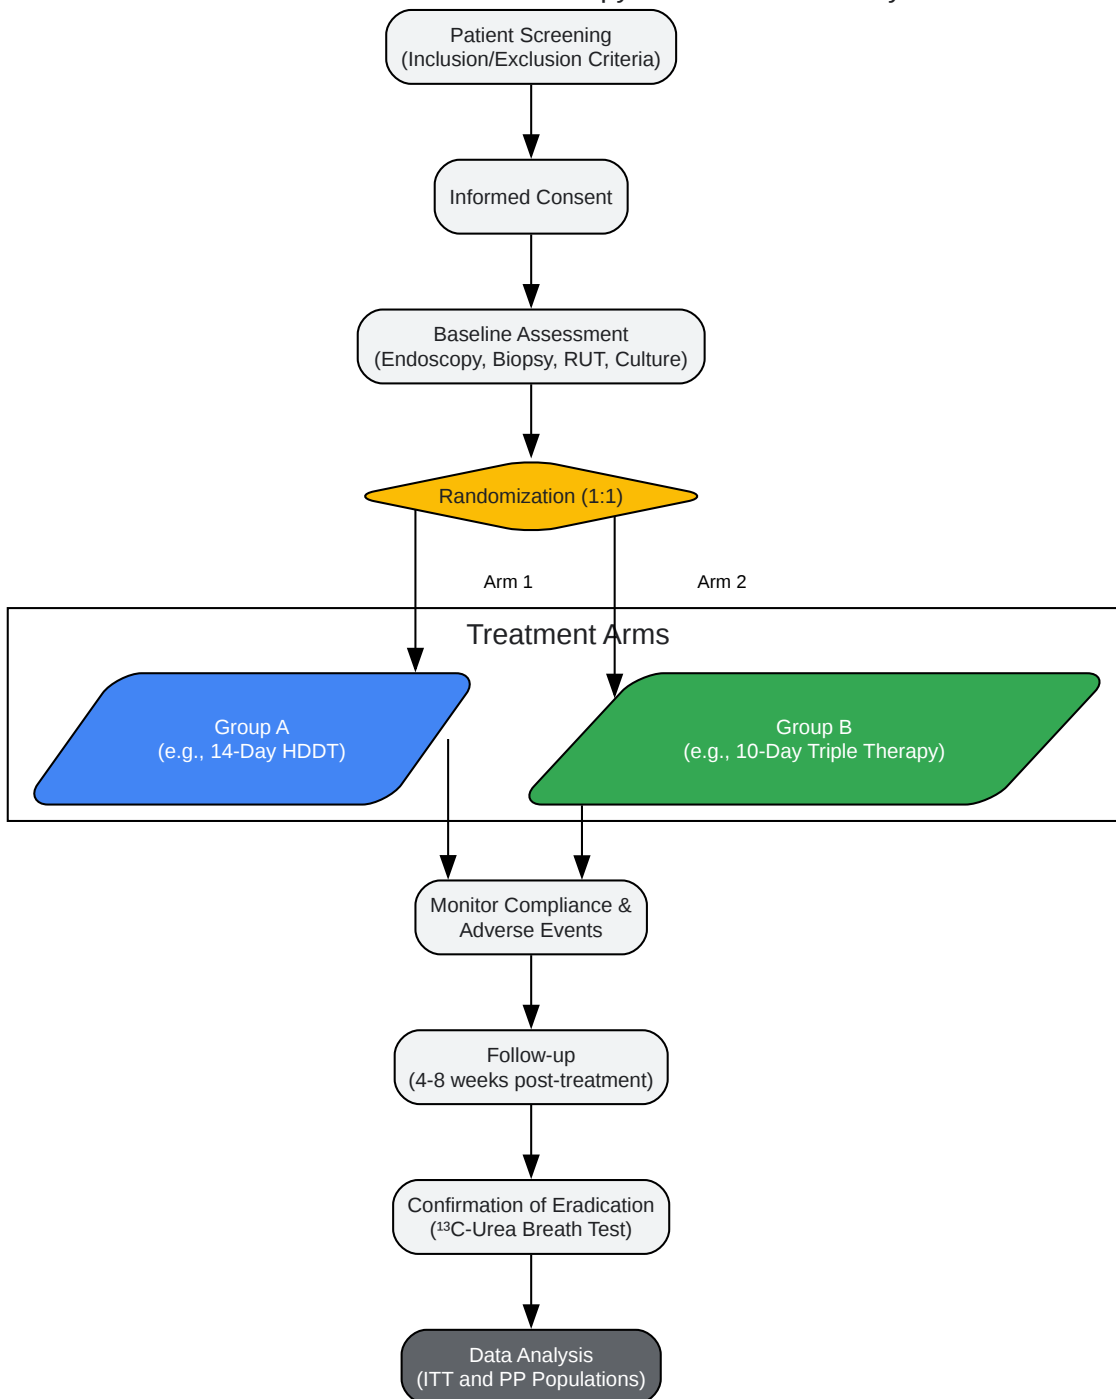 Patient Screening
(Inclusion/Exclusion Criteria)
Informed Consent
Baseline Assessment
(Endoscopy, Biopsy, RUT, Culture)
Randomization (1:1)
Arm 1
Arm 2
Treatment Arms
Group A
(e.g., 14-Day HDDT)
Group B
(e.g., 10-Day Triple Therapy)
Monitor Compliance &
Adverse Events
Follow-up
(4-8 weeks post-treatment)
Confirmation of Eradication
(¹³C-Urea Breath Test)
Data Analysis
(ITT and PP Populations)